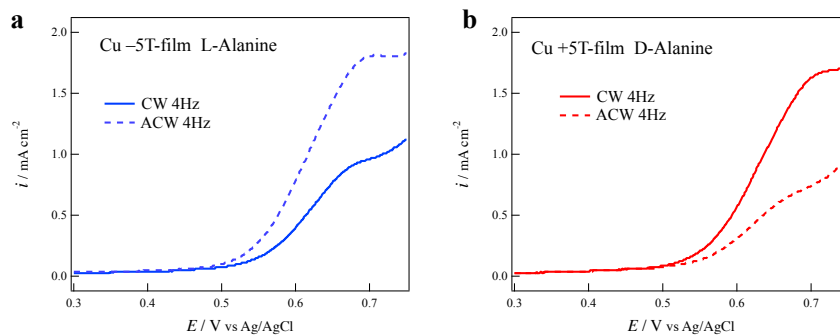 a
Cu –5T-film L-Alanine
CW 4Hz
ACW 4Hz
2.0
1.5
1.0
0.5
0.0
i / mA cm-2
0.3 0.4 0.5 0.6 0.7
E / V vs Ag/AgCl
b
Cu +5T-film D-Alanine
CW 4Hz
ACW 4Hz
2.0
1.5
1.0
0.5
0.0
i / mA cm-2
0.3 0.4 0.5 0.6 0.7
E / V vs Ag/AgCl